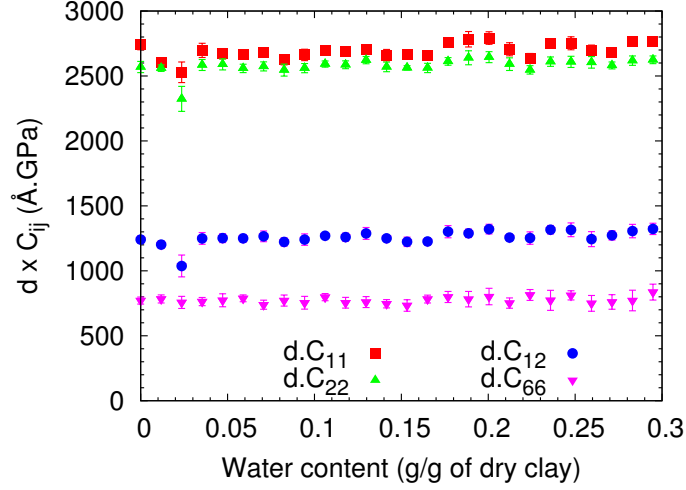 3000
2500
2000
1500
1000
500
0
d x C_ij (Å.GPa)
d.C_11
d.C_12
d.C_22
d.C_66
0 0.05 0.1 0.15 0.2 0.25 0.3
Water content (g/g of dry clay)